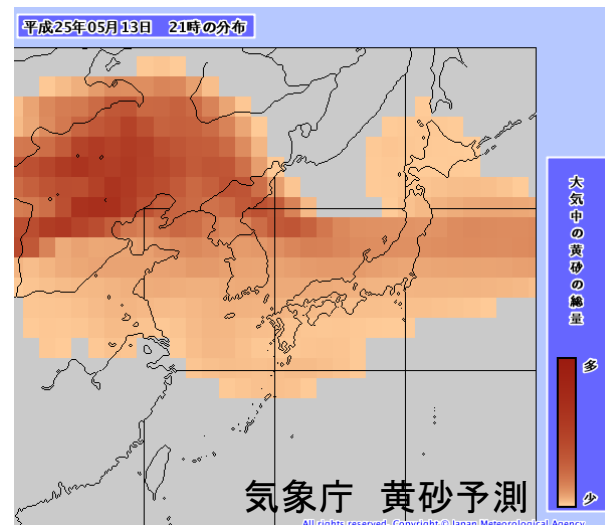 平成25年05月13日 21時の分布
大気中の黄砂の総量
多
少
気象庁 黄砂予測
All rights reserved. Copyright © Japan Meteorological Agency